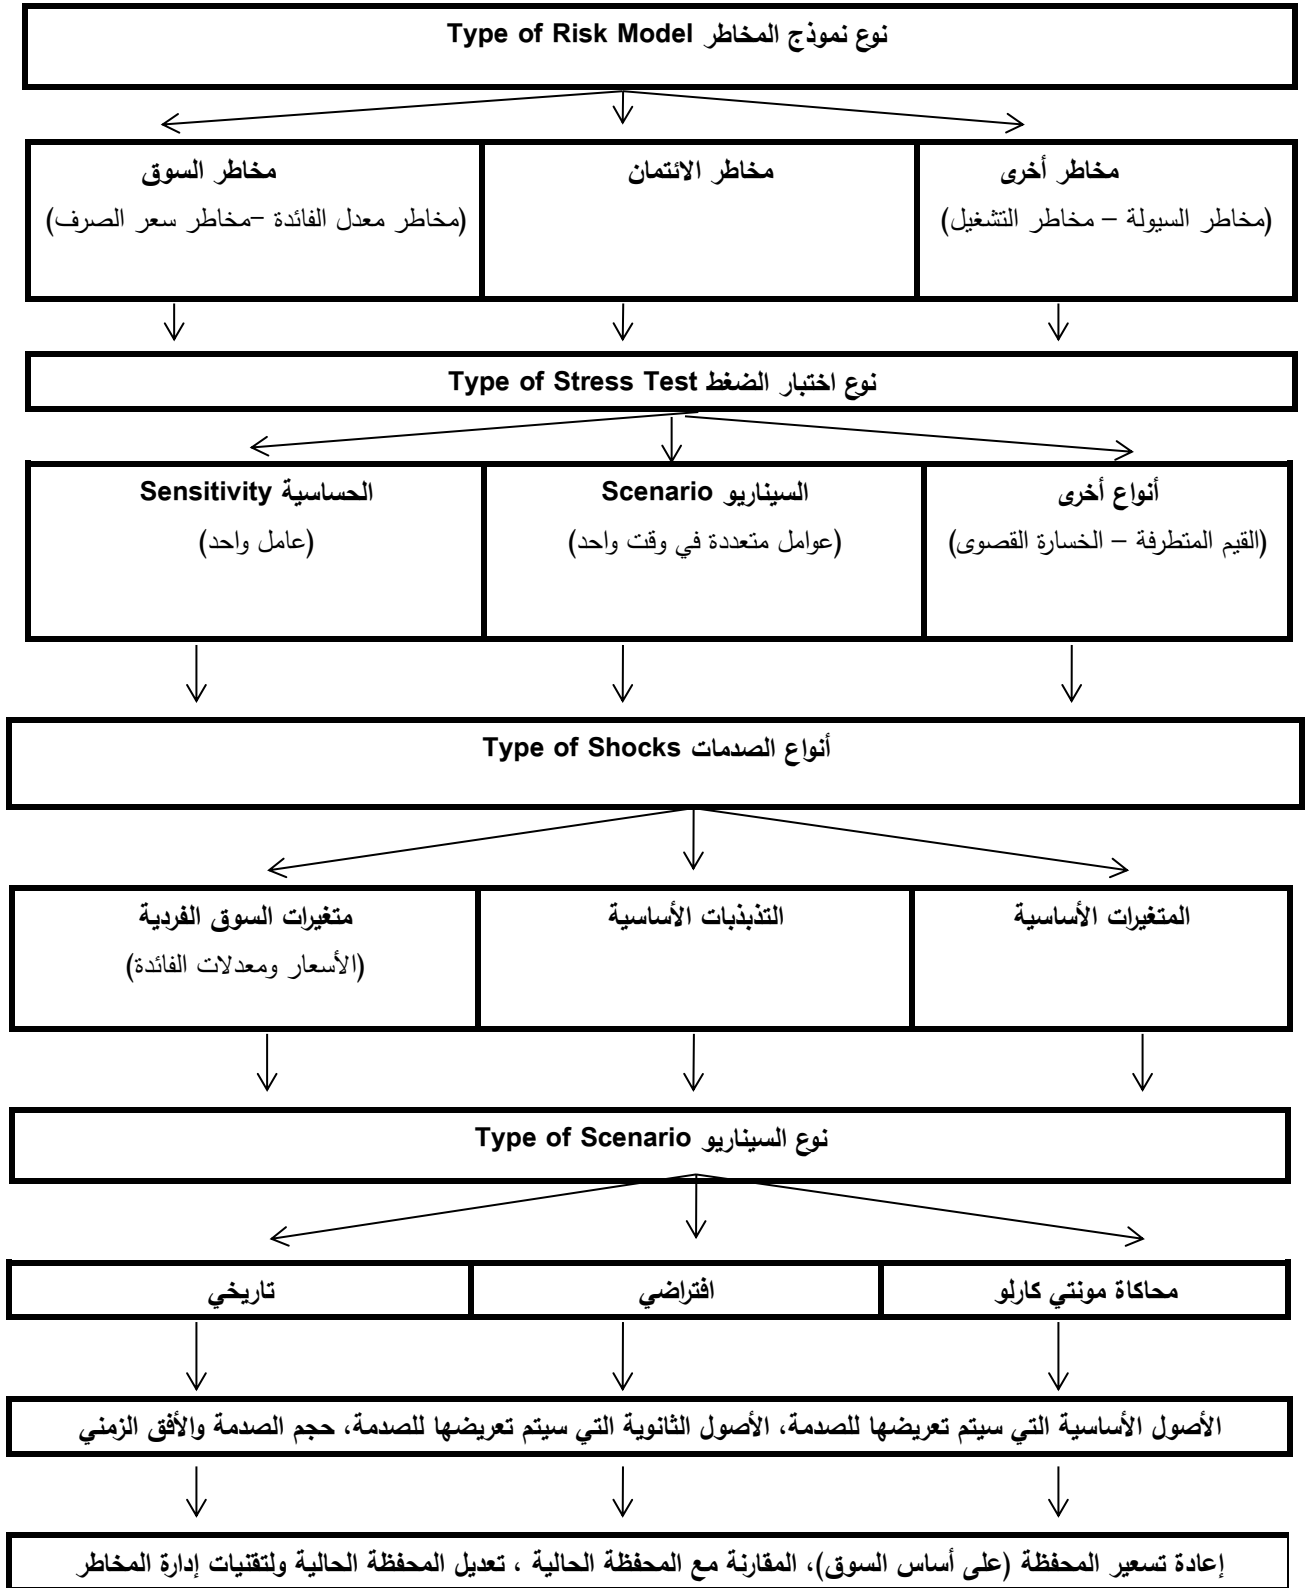 نوع نموذج المخاطر Type of Risk Model
مخاطر أخرى
(مخاطر السيولة – مخاطر التشغيل)
مخاطر الائتمان
مخاطر السوق
(مخاطر معدل الفائدة –مخاطر سعر الصرف)
نوع اختبار الضغط Type of Stress Test
أنواع أخرى
(القيم المتطرفة – الخسارة القصوى)
السيناريو Scenario
(عوامل متعددة في وقت واحد)
الحساسية Sensitivity
(عامل واحد)
أنواع الصدمات Type of Shocks
المتغيرات الأساسية
التذبذبات الأساسية
متغيرات السوق الفردية
(الأسعار ومعدلات الفائدة)
نوع السيناريو Type of Scenario
محاكاة مونتي كارلو
افتراضي
تاريخي
الأصول الأساسية التي سيتم تعريضها للصدمة، الأصول الثانوية التي سيتم تعريضها للصدمة، حجم الصدمة والأفق الزمني
إعادة تسعير المحفظة (على أساس السوق)، المقارنة مع المحفظة الحالية ، تعديل المحفظة الحالية ولتقنيات إدارة المخاطر